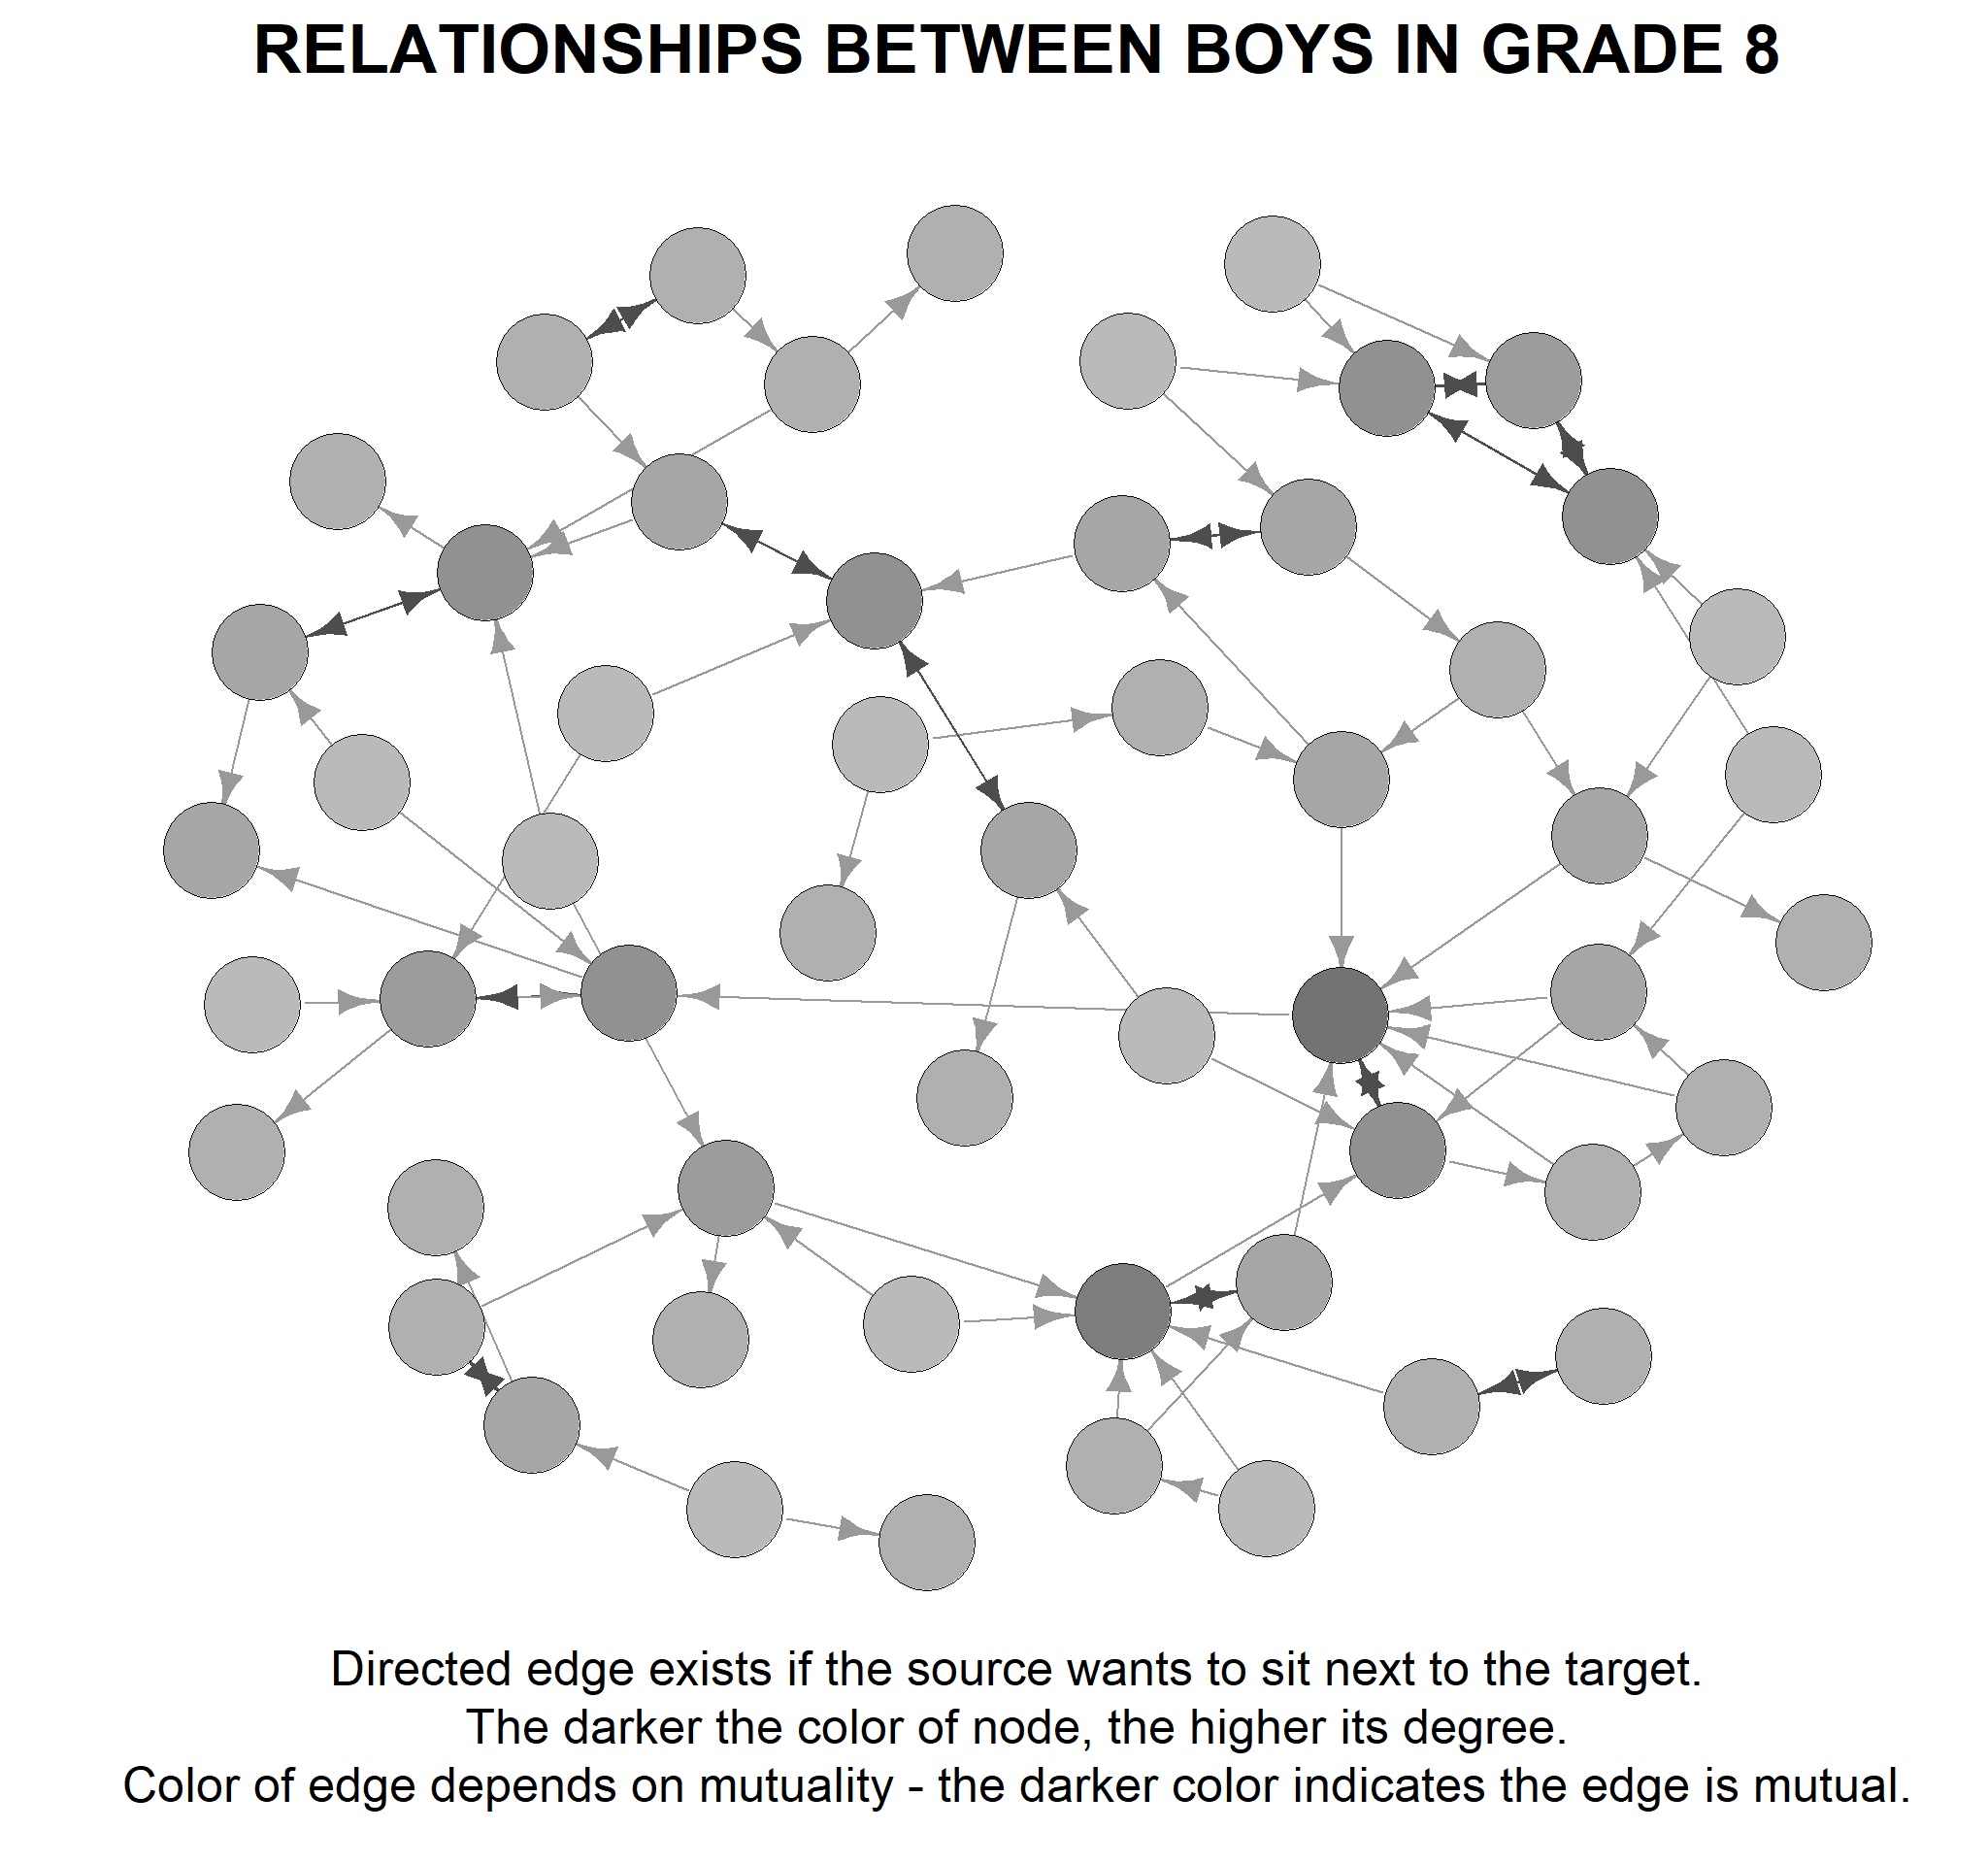 RELATIONSHIPS BETWEEN BOYS IN GRADE 8
Directed edge exists if the source wants to sit next to the target.
The darker the color of node, the higher its degree.
Color of edge depends on mutuality - the darker color indicates the edge is mutual.